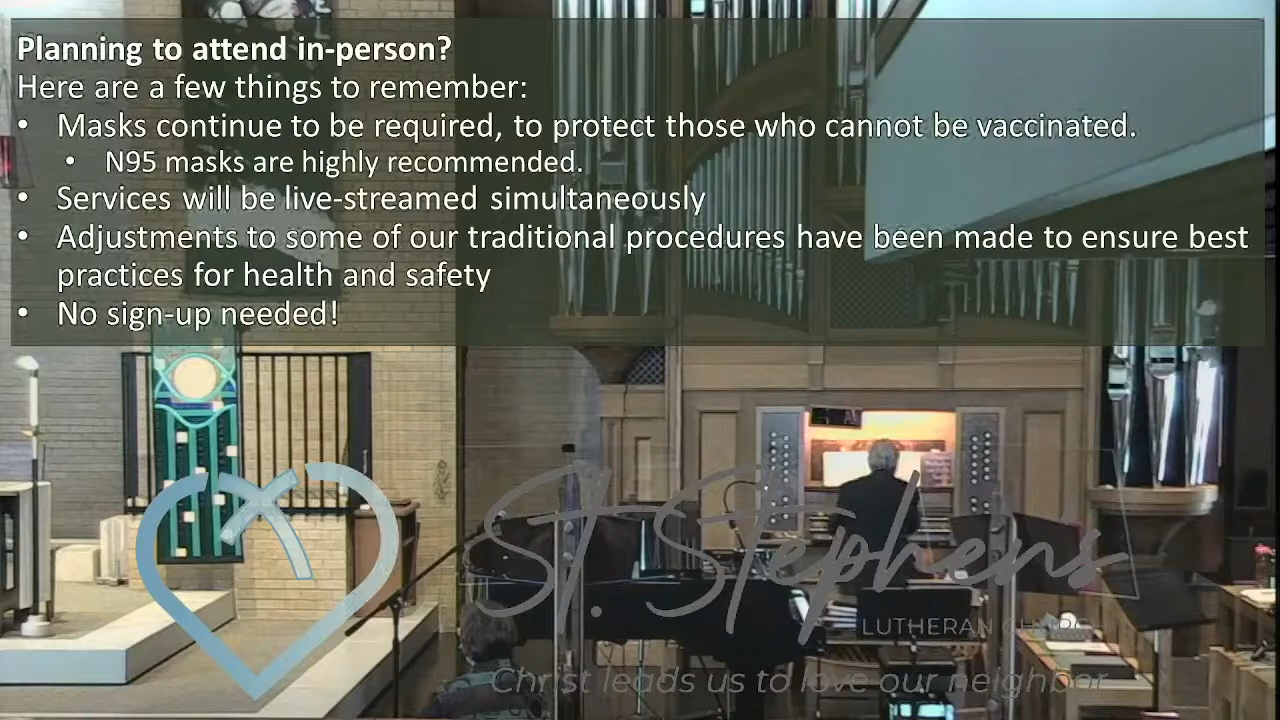 Planning to attend in-person?
Here are a few things to remember:
• Masks continue to be required, to protect those who cannot be vaccinated.
• N95 masks are highly recommended.
• Services will be live-streamed simultaneously
• Adjustments to some of our traditional procedures have been made to ensure best
practices for health and safety
• No sign-up needed!
St. Stephens
LUTHERAN CHURCH
Christ leads us to love our neighbor